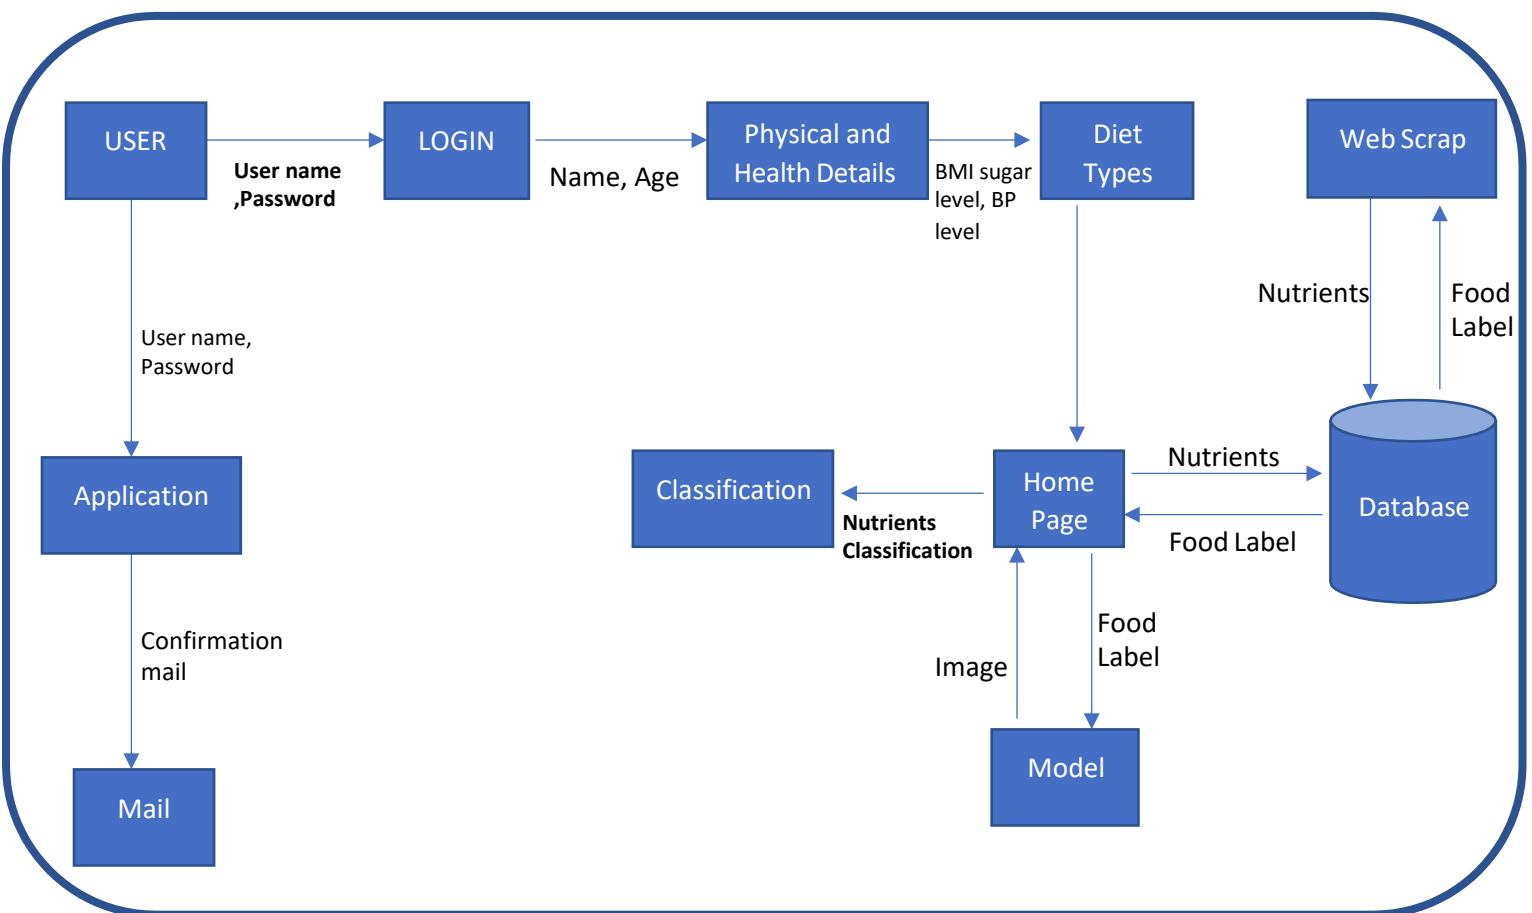 USER
User name
,Password
LOGIN
Name, Age
Physical and
Health Details
BMI sugar
level, BP
level
Diet
Types
Web Scrap
Nutrients
Food
Label
User name,
Password
Application
Classification
Nutrients
Classification
Home
Page
Nutrients
Food Label
Database
Confirmation
mail
Image
Food
Label
Mail
Model